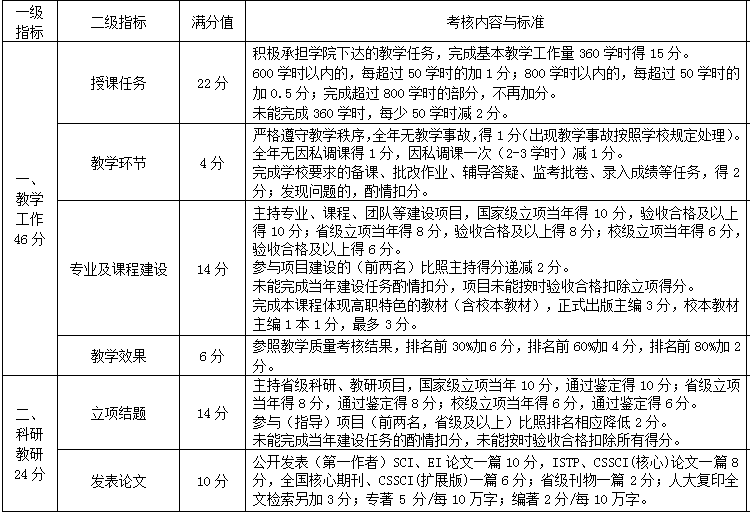 一级
指标
二级指标
满分值
考核内容与标准
一、
教学
工作
46分
授课任务
22分
积极承担学院下达的教学任务，完成基本教学工作量360学时得15分。
600学时以内的，每超过50学时的加1分；800学时以内的，每超过50学时的
加0.5分；完成超过800学时的部分，不再加分。
未能完成360学时，每少50学时减2分。
教学环节
4分
严格遵守教学秩序,全年无教学事故,得1分(出现教学事故按照学校规定处理)。
全年无因私调课得1分，因私调课一次（2-3学时）减1分。
完成学校要求的备课、批改作业、辅导答疑、监考批卷、录入成绩等任务，得2
分；发现问题的，酌情扣分。
专业及课程建设
14分
主持专业、课程、团队等建设项目，国家级立项当年得10分，验收合格及以上
得10分；省级立项当年得8分，验收合格及以上得8分；校级立项当年得6分，
验收合格及以上得6分。
参与项目建设的（前两名）比照主持得分递减2分。
未能完成当年建设任务酌情扣分，项目未能按时验收合格扣除立项得分。
完成本课程体现高职特色的教材（含校本教材），正式出版主编3分，校本教材
主编1本1分，最多3分。
教学效果
6分
参照教学质量考核结果，排名前30%加6分，排名前60%加4分，排名前80%加2
分。
二、
科研
教研
24分
立项结题
14分
主持省级科研、教研项目，国家级立项当年10分，通过鉴定得10分；省级立项
当年得8分，通过鉴定得8分；校级立项当年得6分，通过鉴定得6分。
参与（指导）项目（前两名，省级及以上）比照排名相应降低2分。
未能完成当年建设任务的酌情扣分，未能按时验收合格扣除所有得分。
发表论文
10分
公开发表（第一作者）SCI、EI论文一篇10分，ISTP、CSSCI(核心)论文一篇8
分，全国核心期刊、CSSCI(扩展版)一篇6分；省级刊物一篇2分；人大复印全
文检索另加3分；专著5分/每10万字；编著2分/每10万字。